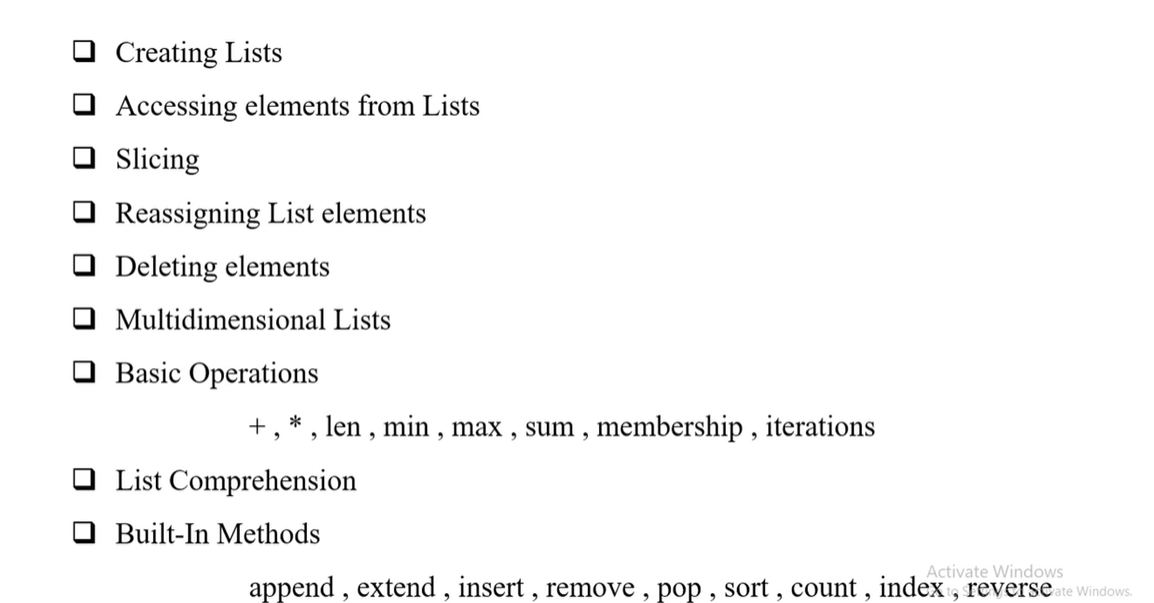 Creating Lists
Accessing elements from Lists
Slicing
Reassigning List elements
Deleting elements
Multidimensional Lists
Basic Operations
+ , * , len , min , max , sum , membership , iterations
List Comprehension
Built-In Methods
Activate Windows
append , extend , insert , remove , pop , sort , count , index , reverse
Windows.